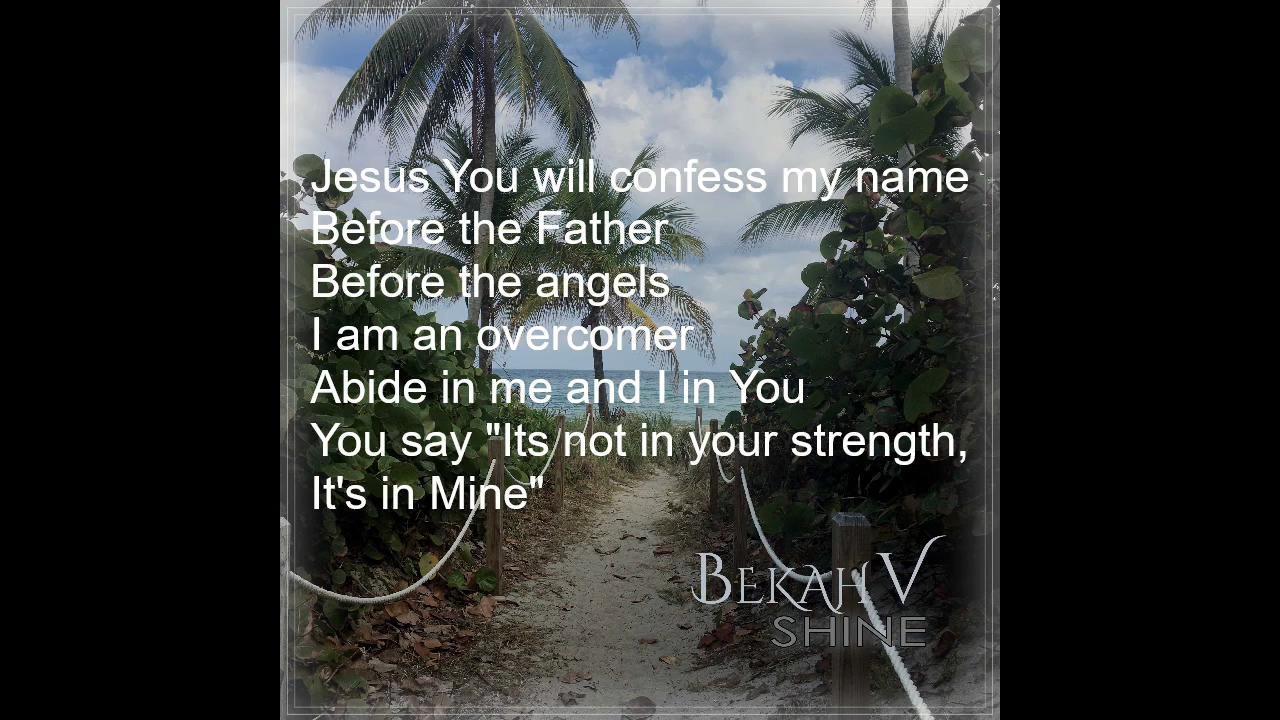 Jesus You will confess my name
Before the Father
Before the angels
I am an overcomer
Abide in me and I in You
You say "Its not in your strength,
It's in Mine"
BEKAH V
SHINE